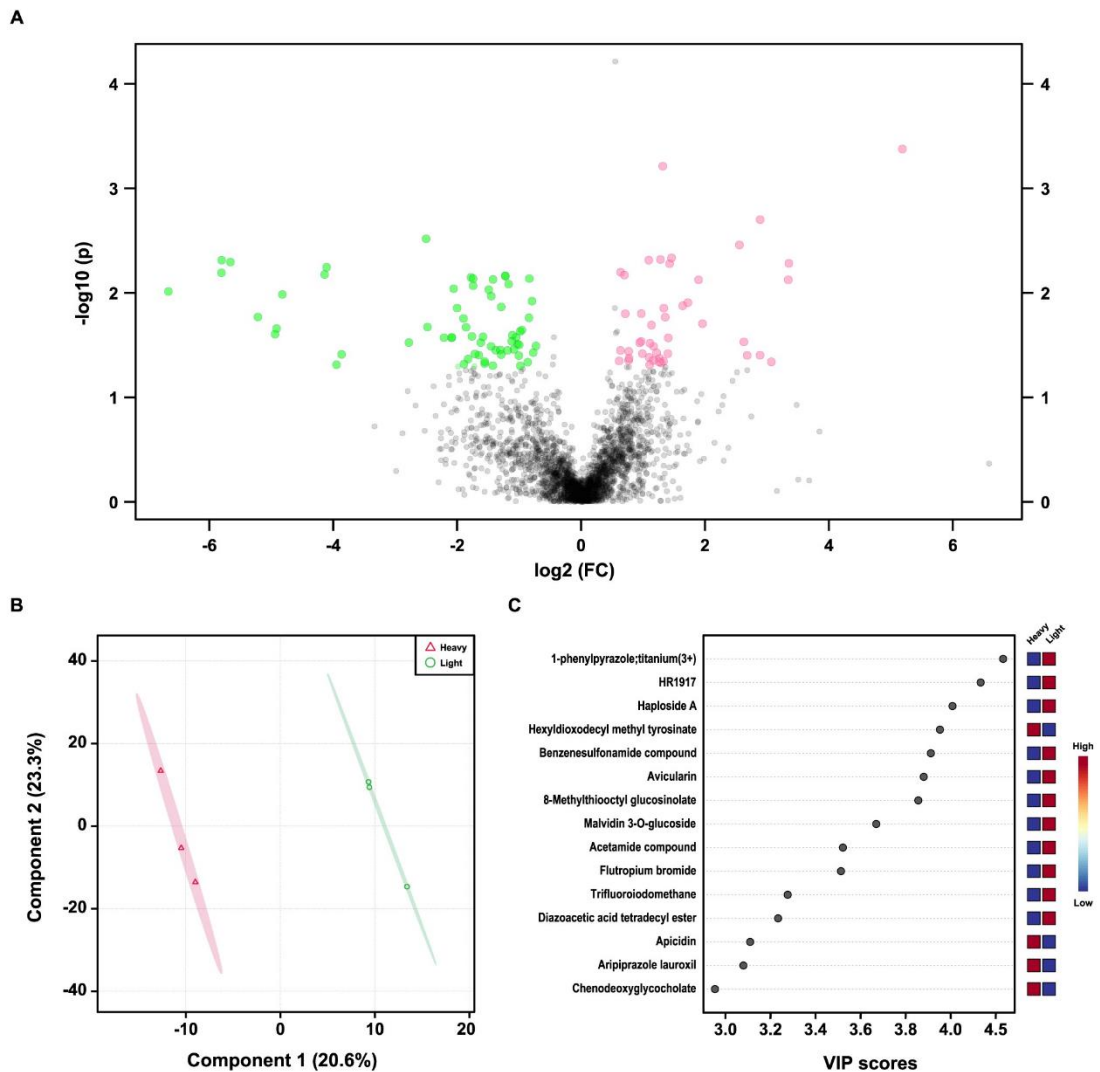 A
4
4
3
3
-log10 (p)
2
2
1
1
0
0
-6
-4
-2
0
2
4
6
log2 (FC)
B
C
Heavy
Light
40
20
0
-20
-40
Component 2 (23.3%)
-10
0
10
20
Component 1 (20.6%)
Heavy
Light
1-phenylpyrazole;titanium(3+)
HR1917
Haploside A
Hexyldioxodecyl methyl tyrosinate
Benzenesulfonamide compound
Avicularin
8-Methylthiooctyl glucosinolate
Malvidin 3-O-glucoside
Acetamide compound
Flutropium bromide
Trifluoroiodomethane
Diazoacetic acid tetradecyl ester
Apicidin
Aripiprazole lauroxil
Chenodeoxyglycocholate
High
Low
3.0
3.2
3.4
3.6
3.8
4.0
4.5
VIP scores